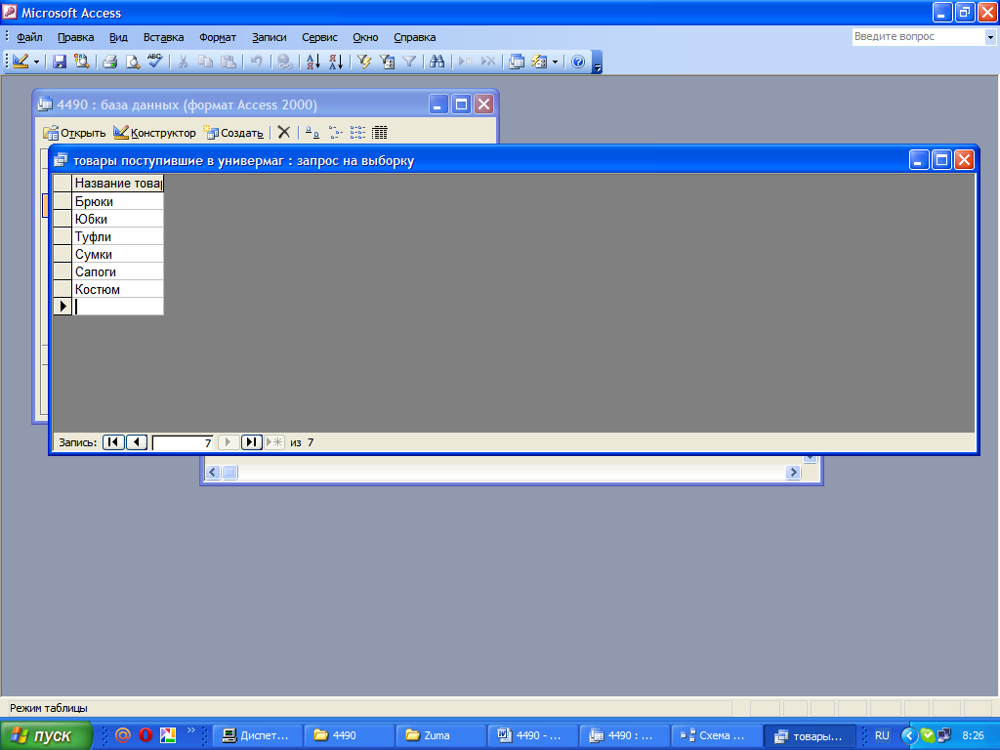 Microsoft Access
Файл Правка Вид Вставка Формат Записи Сервис Окно Справка
Введите вопрос
4490 : база данных (формат Access 2000)
Открыть Конструктор Создать
товары поступившие в универмаг : запрос на выборку
Название товар
Брюки
Юбки
Туфли
Сумки
Сапоги
Костюм
Запись: 7 из 7
Режим таблицы
пуск Диспет... 4490 Zuma 4490 - ... 4490 : ... Схема ... товары... RU 8:26